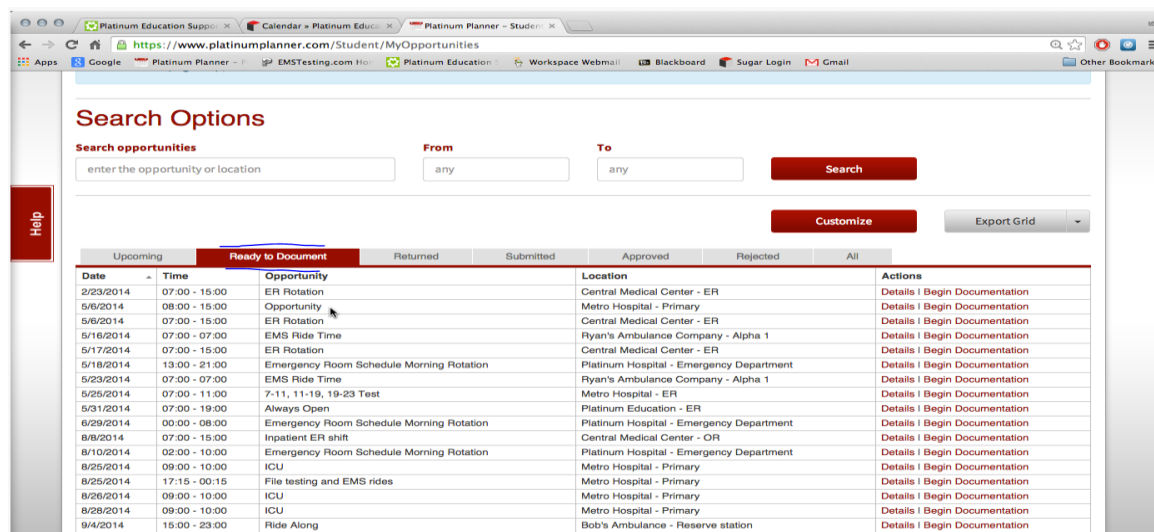 Platinum Education Suppo × Calendar » Platinum Educa × Platinum Planner - Studen ×
https://www.platinumplanner.com/Student/MyOpportunities
Apps Google Platinum Planner - EMSTesting.com Ho Platinum Education Workspace Webmail Blackboard Sugar Login Gmail Other Bookmark
Search Options
Search opportunities From To
enter the opportunity or location any any Search
Help
Customize Export Grid
Upcoming Ready to Document Returned Submitted Approved Rejected All
Date Time Opportunity Location Actions
2/23/2014 07:00 - 15:00 ER Rotation Central Medical Center - ER Details | Begin Documentation
5/6/2014 08:00 - 15:00 Opportunity Metro Hospital - Primary Details | Begin Documentation
5/6/2014 07:00 - 15:00 ER Rotation Central Medical Center - ER Details | Begin Documentation
5/16/2014 07:00 - 07:00 EMS Ride Time Ryan's Ambulance Company - Alpha 1 Details | Begin Documentation
5/17/2014 07:00 - 15:00 ER Rotation Central Medical Center - ER Details | Begin Documentation
5/18/2014 13:00 - 21:00 Emergency Room Schedule Morning Rotation Platinum Hospital - Emergency Department Details | Begin Documentation
5/23/2014 07:00 - 07:00 EMS Ride Time Ryan's Ambulance Company - Alpha 1 Details | Begin Documentation
5/25/2014 07:00 - 11:00 7-11, 11-19, 19-23 Test Metro Hospital - ER Details | Begin Documentation
5/31/2014 07:00 - 19:00 Always Open Platinum Education - ER Details | Begin Documentation
6/29/2014 00:00 - 08:00 Emergency Room Schedule Morning Rotation Platinum Hospital - Emergency Department Details | Begin Documentation
8/8/2014 07:00 - 15:00 Inpatient ER shift Central Medical Center - OR Details | Begin Documentation
8/10/2014 02:00 - 10:00 Emergency Room Schedule Morning Rotation Platinum Hospital - Emergency Department Details | Begin Documentation
8/25/2014 09:00 - 10:00 ICU Metro Hospital - Primary Details | Begin Documentation
8/25/2014 17:15 - 00:15 File testing and EMS rides Metro Hospital - Primary Details | Begin Documentation
8/26/2014 09:00 - 10:00 ICU Metro Hospital - Primary Details | Begin Documentation
8/28/2014 09:00 - 10:00 ICU Metro Hospital - Primary Details | Begin Documentation
9/4/2014 15:00 - 23:00 Ride Along Bob's Ambulance - Reserve station Details | Begin Documentation